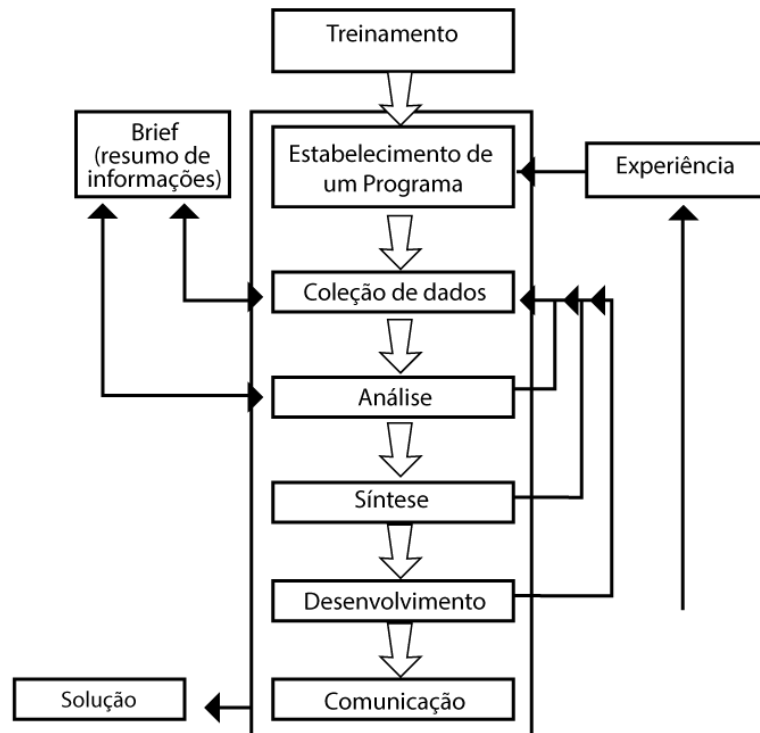 Treinamento
Brief
(resumo de
informações)
Estabelecimento de
um Programa
Experiência
Coleção de dados
Análise
Síntese
Desenvolvimento
Solução
Comunicação